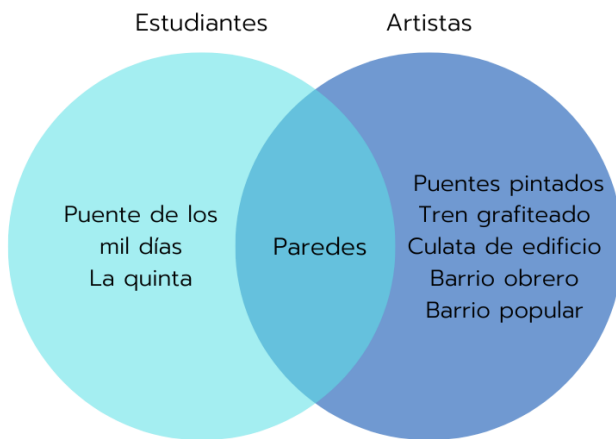 Estudiantes
Artistas
Puente de los
mil días
La quinta
Paredes
Puentes pintados
Tren grafiteado
Culata de edificio
Barrio obrero
Barrio popular